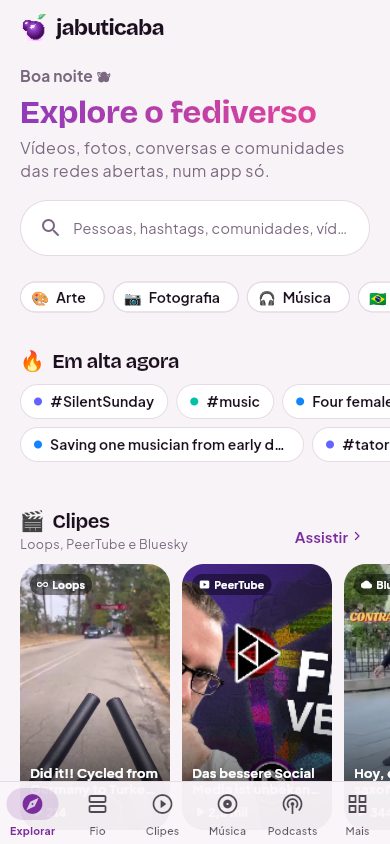 jabuticaba
Boa noite
Explore o fediverso
Vídeos, fotos, conversas e comunidades
das redes abertas, num app só.
Pessoas, hashtags, comunidades, víd...
Arte
Fotografia
Música
Em alta agora
#SilentSunday
#music
Four female
Saving one musician from early d...
#tator
Clipes
Loops, PeerTube e Bluesky
Assistir
Loops
PeerTube
Blu
Did it!! Cycled from
Das bessere Social
Hoy, e
Explorar
Fio
Clipes
Música
Podcasts
Mais